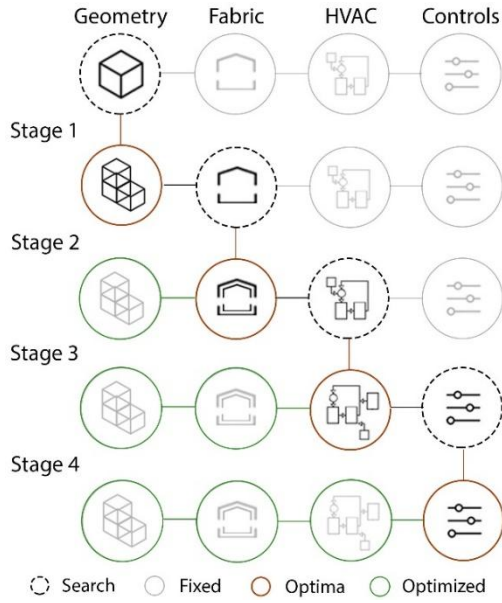 Geometry Fabric HVAC Controls
Stage 1
Stage 2
Stage 3
Stage 4
Search Fixed Optima Optimized